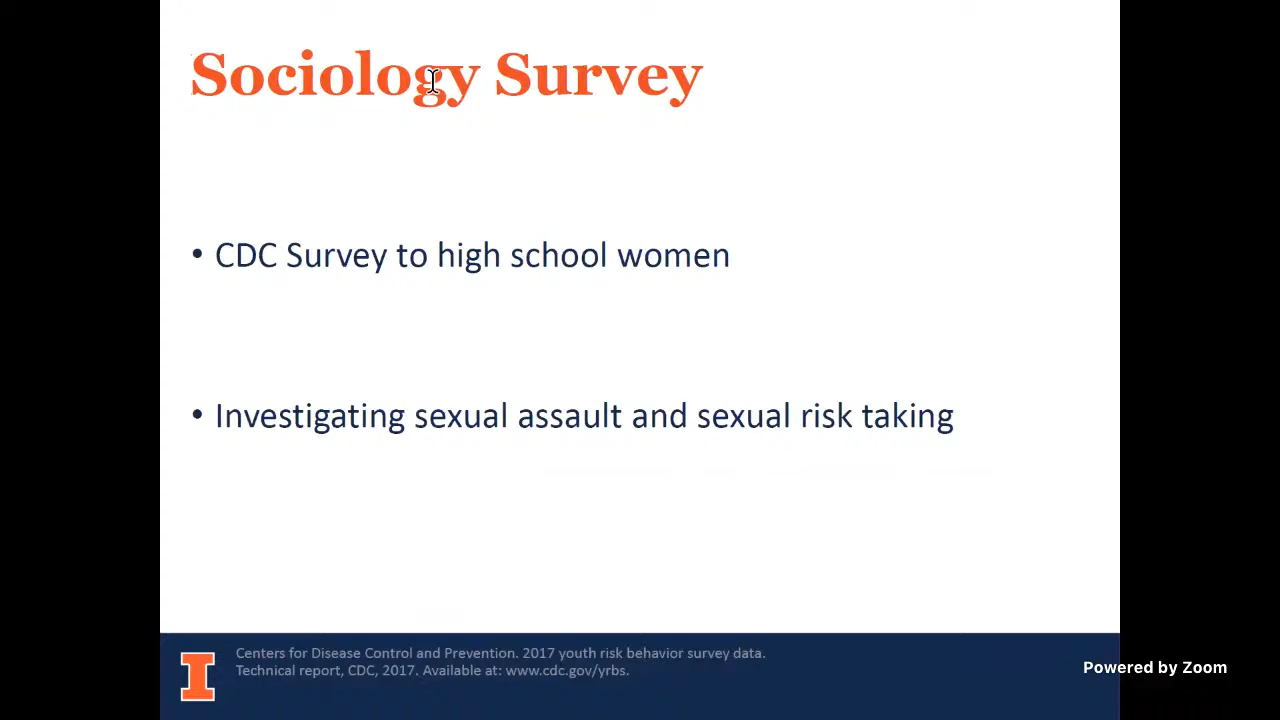 Sociology Survey
• CDC Survey to high school women
• Investigating sexual assault and sexual risk taking
Centers for Disease Control and Prevention. 2017 youth risk behavior survey data.
Technical report, CDC, 2017. Available at: www.cdc.gov/yrbs.
Powered by Zoom